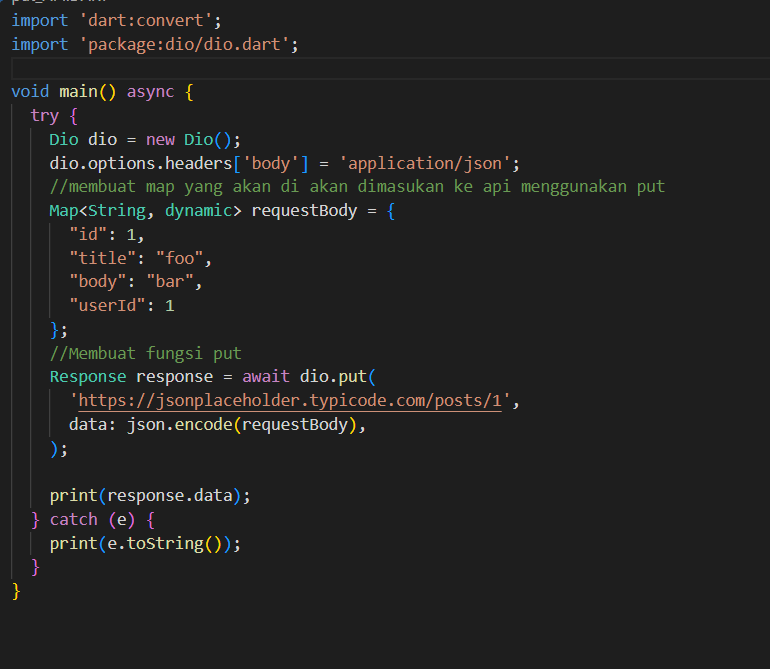 import 'dart:convert';
import 'package:dio/dio.dart';
void main() async {
try {
Dio dio = new Dio();
dio.options.headers['body'] = 'application/json';
//membuat map yang akan di akan dimasukan ke api menggunakan put
Map<String, dynamic> requestBody = {
"id": 1,
"title": "foo",
"body": "bar",
"userId": 1
};
//Membuat fungsi put
Response response = await dio.put(
'https://jsonplaceholder.typicode.com/posts/1',
data: json.encode(requestBody),
);
print(response.data);
} catch (e) {
print(e.toString());
}
}